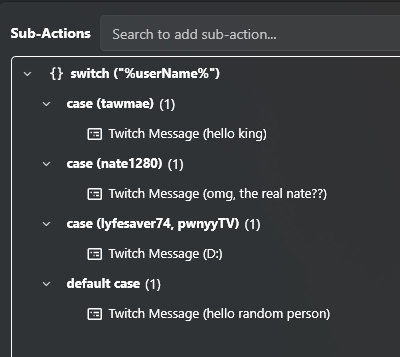 Sub-Actions Search to add sub-action...
{} switch ("%userName%")
case (tawmae) (1)
Twitch Message (hello king)
case (nate1280) (1)
Twitch Message (omg, the real nate??)
case (lyfesaver74, pwnyyTV) (1)
Twitch Message (D:)
default case (1)
Twitch Message (hello random person)